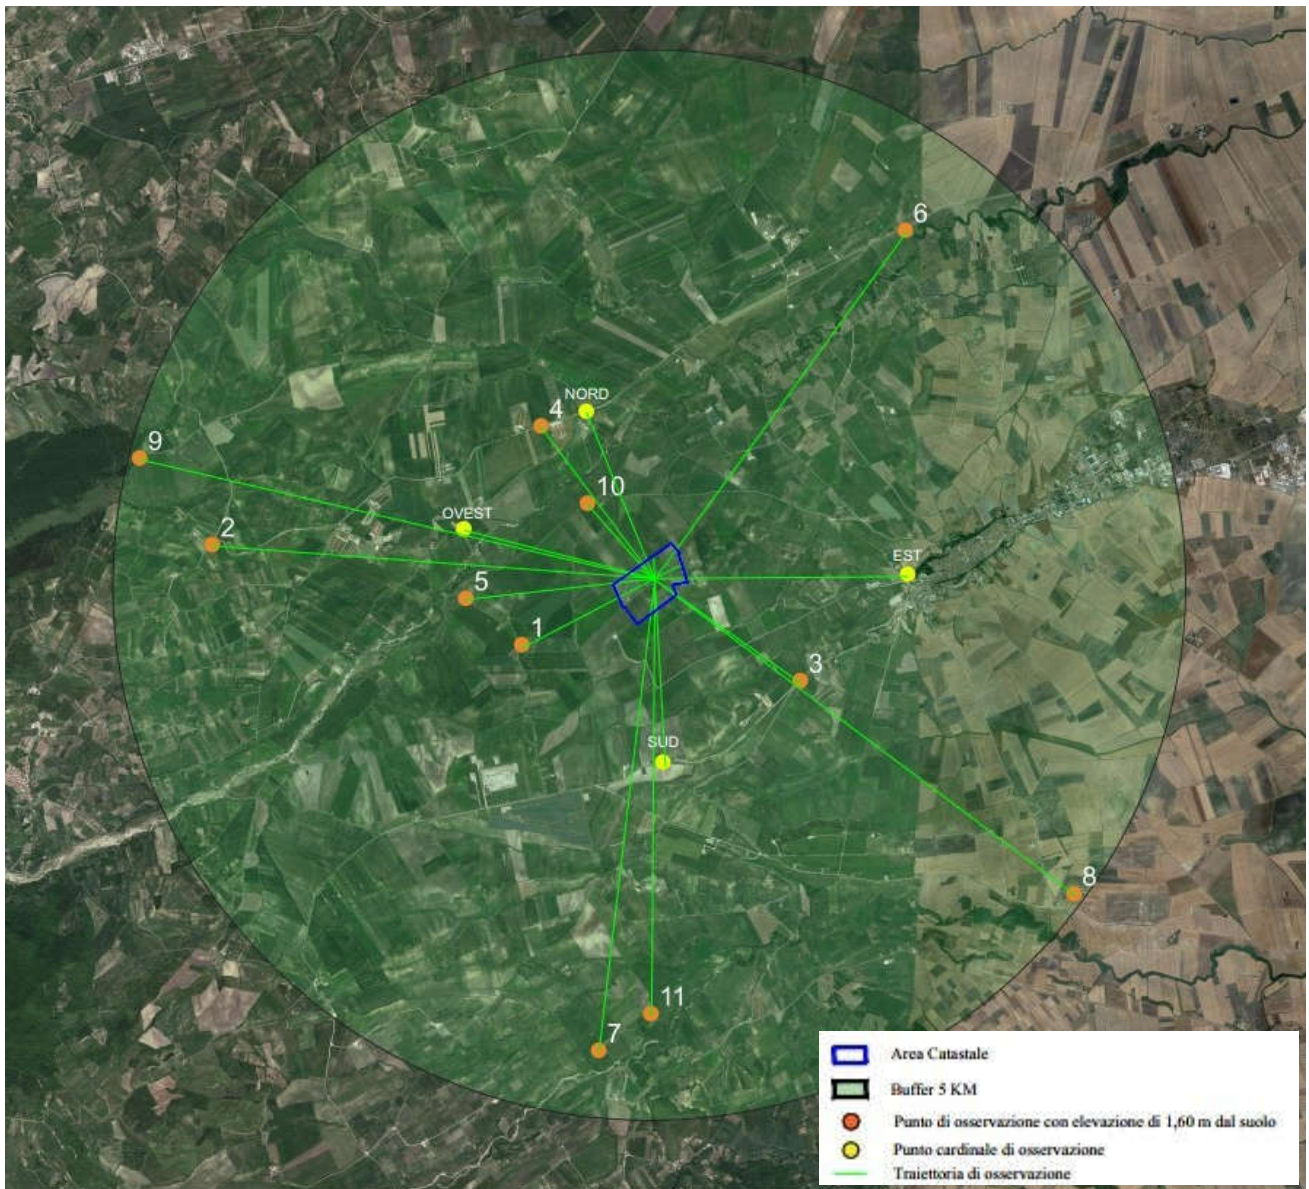 6
NORD
4
9
10
OVEST
2
EST
5
1
3
SUD
8
11
7
Area Catastale
Buffer 5 KM
Punto di osservazione con elevazione di 1,60 m dal suolo
Punto cardinale di osservazione
Traiettoria di osservazione